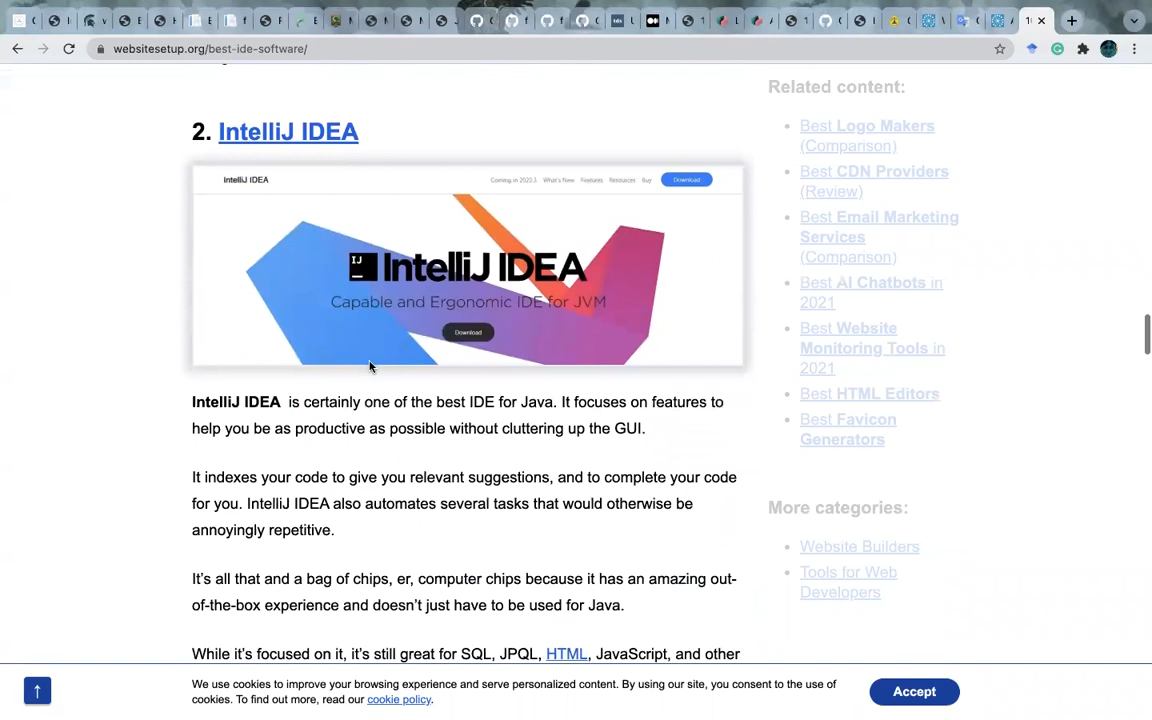 websitesetup.org/best-ide-software/
2. IntelliJ IDEA
IntelliJ IDEA
Coming in 2020.3 What's New Features Resources Buy Download
IJ IntelliJ IDEA
Capable and Ergonomic IDE for JVM
Download
IntelliJ IDEA is certainly one of the best IDE for Java. It focuses on features to
help you be as productive as possible without cluttering up the GUI.
It indexes your code to give you relevant suggestions, and to complete your code
for you. IntelliJ IDEA also automates several tasks that would otherwise be
annoyingly repetitive.
It's all that and a bag of chips, er, computer chips because it has an amazing out-
of-the-box experience and doesn't just have to be used for Java.
While it's focused on it, it's still great for SQL, JPQL, HTML, JavaScript, and other
Related content:
Best Logo Makers
(Comparison)
Best CDN Providers
(Review)
Best Email Marketing
Services
(Comparison)
Best AI Chatbots in
2021
Best Website
Monitoring Tools in
2021
Best HTML Editors
Best Favicon
Generators
More categories:
Website Builders
Tools for Web
Developers
We use cookies to improve your browsing experience and serve personalized content. By using our site, you consent to the use of
cookies. To find out more, read our cookie policy.
Accept